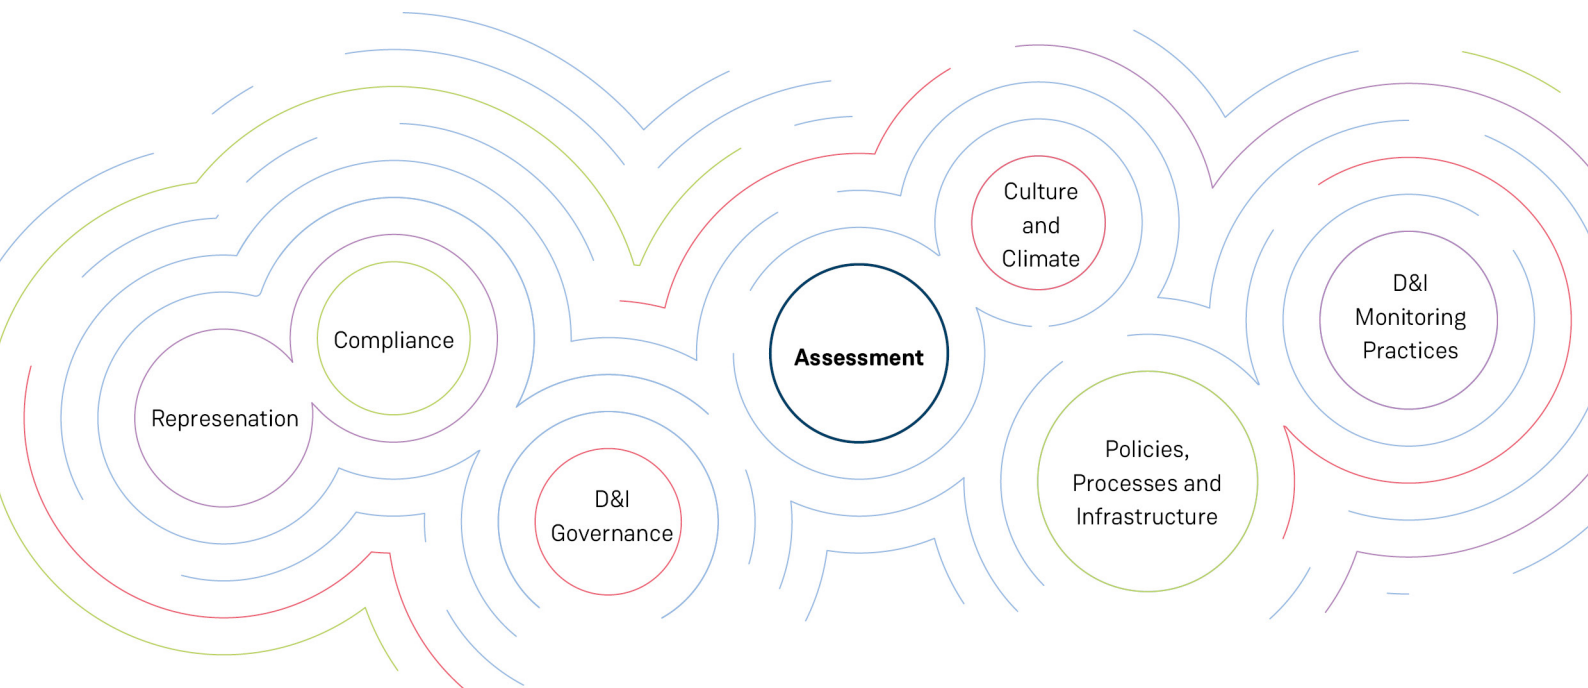 Represenation
Compliance
D&I
Governance
Assessment
Culture
and
Climate
Policies,
Processes and
Infrastructure
D&I
Monitoring
Practices